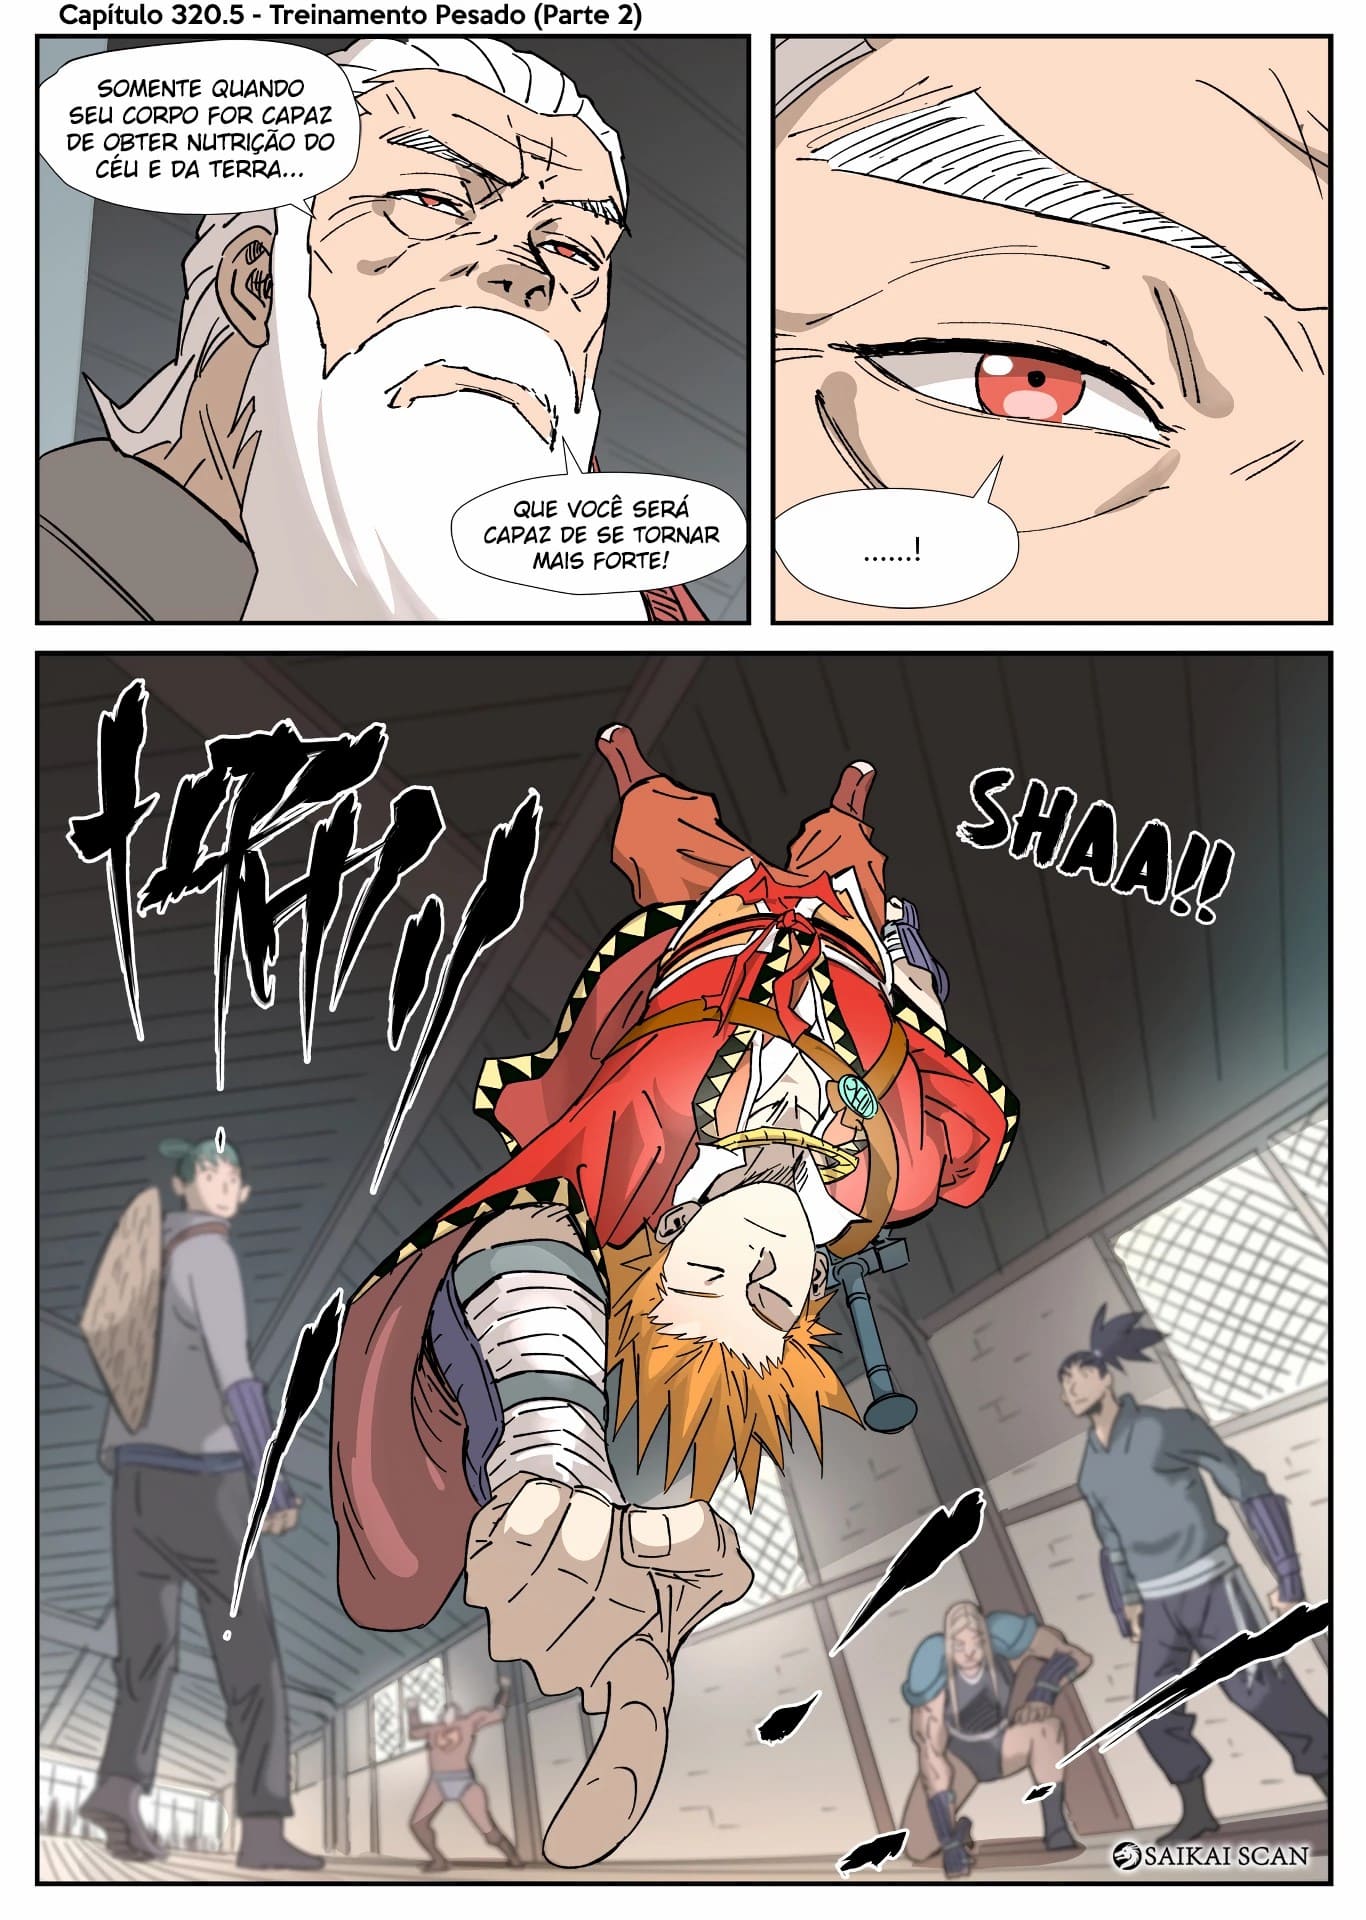 Capítulo 320.5 - Treinamento Pesado (Parte 2)
SOMENTE QUANDO
SEU CORPO FOR CAPAZ
DE OBTER NUTRIÇÃO DO
CÉU E DA TERRA...
QUE VOCÊ SERÁ
CAPAZ DE SE TORNAR
MAIS FORTE!
......!
SHAA!!
SAIKAI SCAN